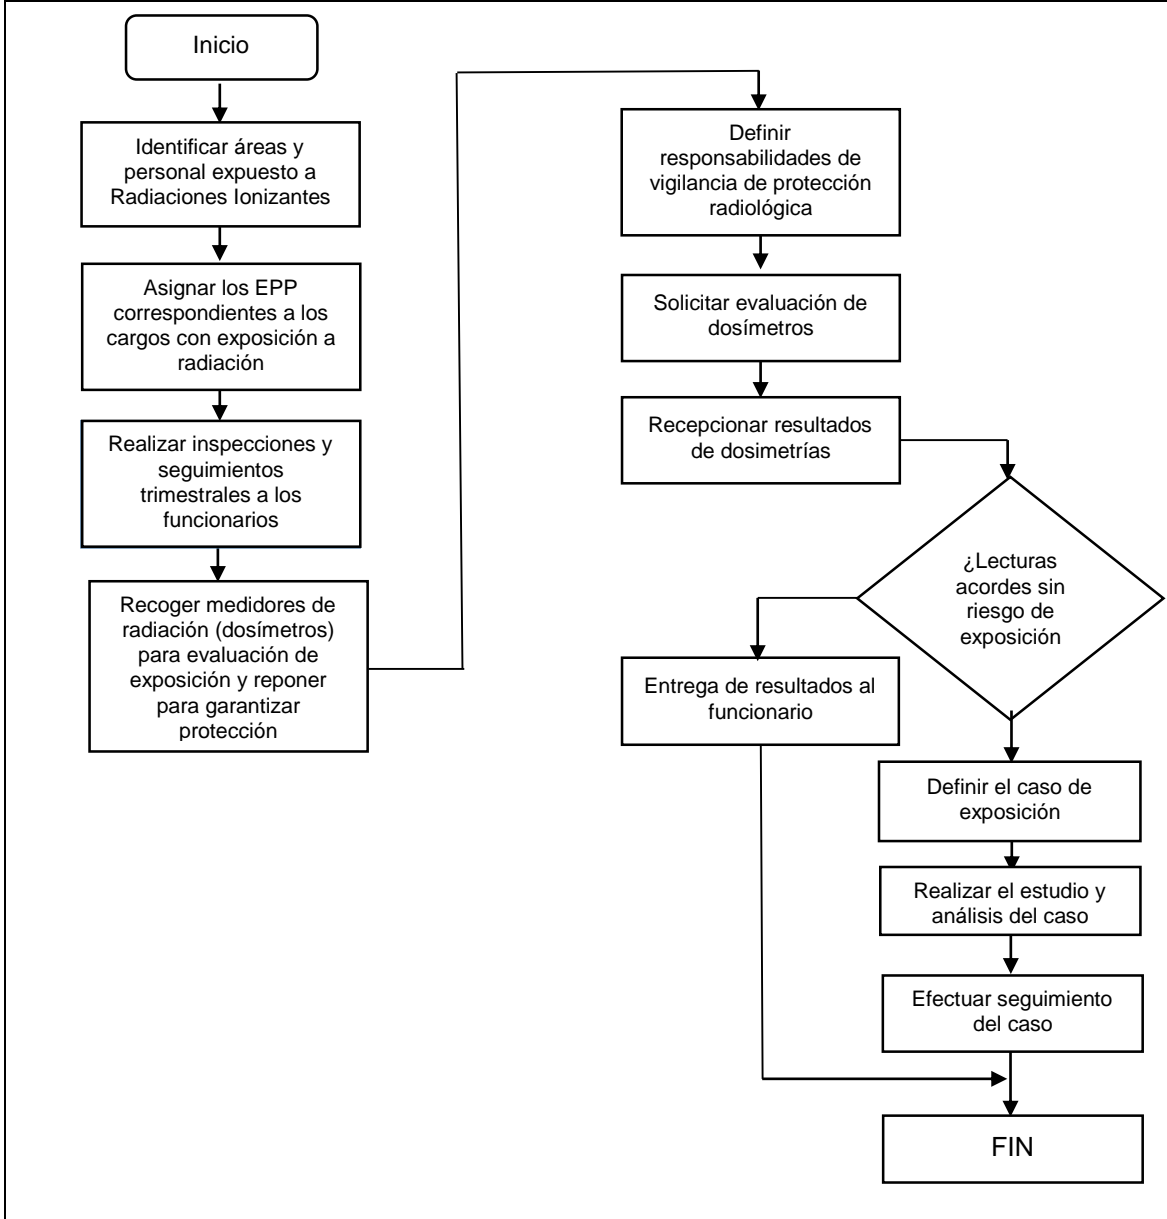 Inicio
Identificar áreas y
personal expuesto a
Radiaciones Ionizantes
Asignar los EPP
correspondientes a los
cargos con exposición a
radiación
Realizar inspecciones y
seguimientos
trimestrales a los
funcionarios
Recoger medidores de
radiación (dosímetros)
para evaluación de
exposición y reponer
para garantizar
protección
Definir
responsabilidades de
vigilancia de protección
radiológica
Solicitar evaluación de
dosímetros
Recepcionar resultados
de dosimetrías
¿Lecturas
acordes sin
riesgo de
exposición
Entrega de resultados al
funcionario
Definir el caso de
exposición
Realizar el estudio y
análisis del caso
Efectuar seguimiento
del caso
FIN